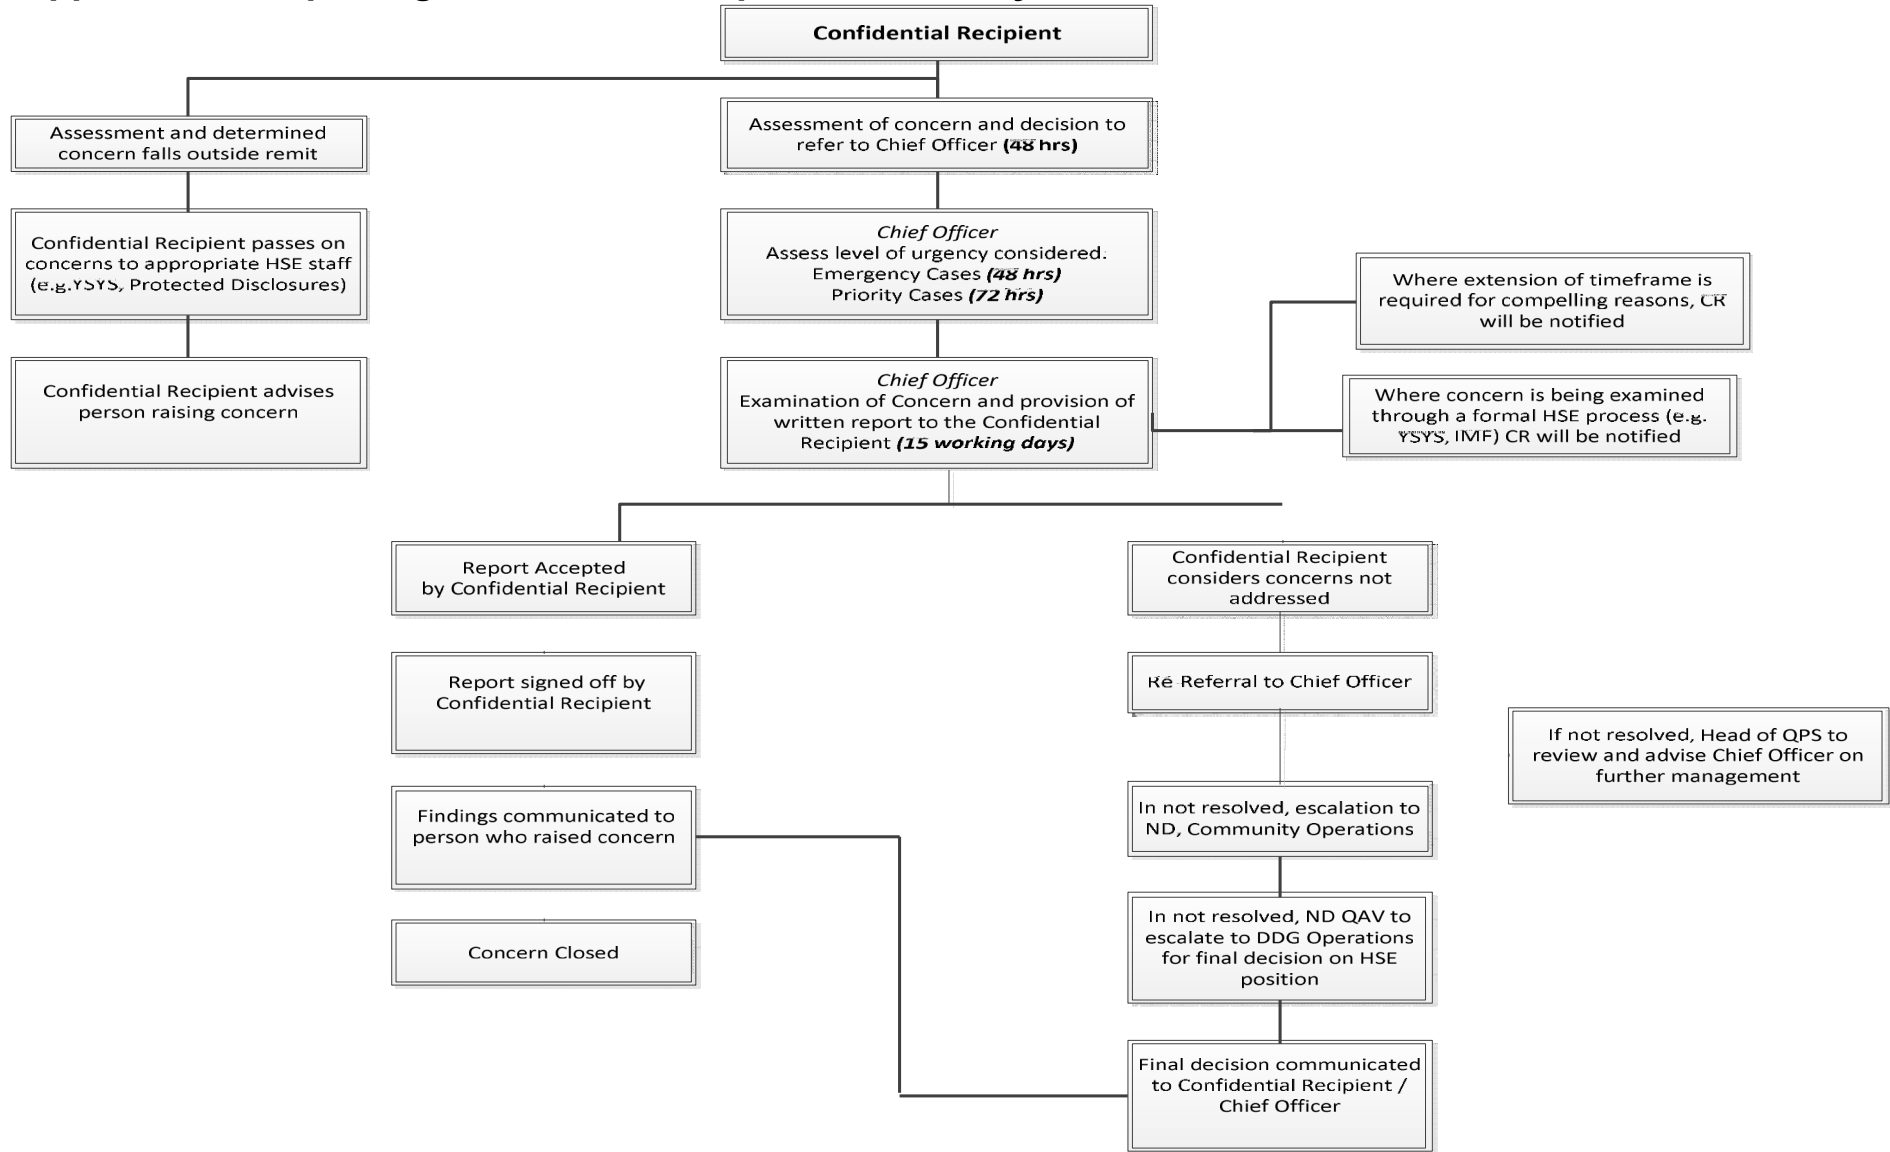 Confidential Recipient
Assessment and determined
concern falls outside remit
Assessment of concern and decision to
refer to Chief Officer (48 hrs)
Confidential Recipient passes on
concerns to appropriate HSE staff
(e.g.YSYS, Protected Disclosures)
Chief Officer
Assess level of urgency considered.
Emergency Cases (48 hrs)
Priority Cases (72 hrs)
Where extension of timeframe is
required for compelling reasons, CR
will be notified
Confidential Recipient advises
person raising concern
Chief Officer
Examination of Concern and provision of
written report to the Confidential
Recipient (15 working days)
Where concern is being examined
through a formal HSE process (e.g.
YSYS, IMF) CR will be notified
Report Accepted
by Confidential Recipient
Confidential Recipient
considers concerns not
addressed
Report signed off by
Confidential Recipient
Re Referral to Chief Officer
If not resolved, Head of QPS to
review and advise Chief Officer on
further management
Findings communicated to
person who raised concern
In not resolved, escalation to
ND, Community Operations
Concern Closed
In not resolved, ND QAV to
escalate to DDG Operations
for final decision on HSE
position
Final decision communicated
to Confidential Recipient /
Chief Officer